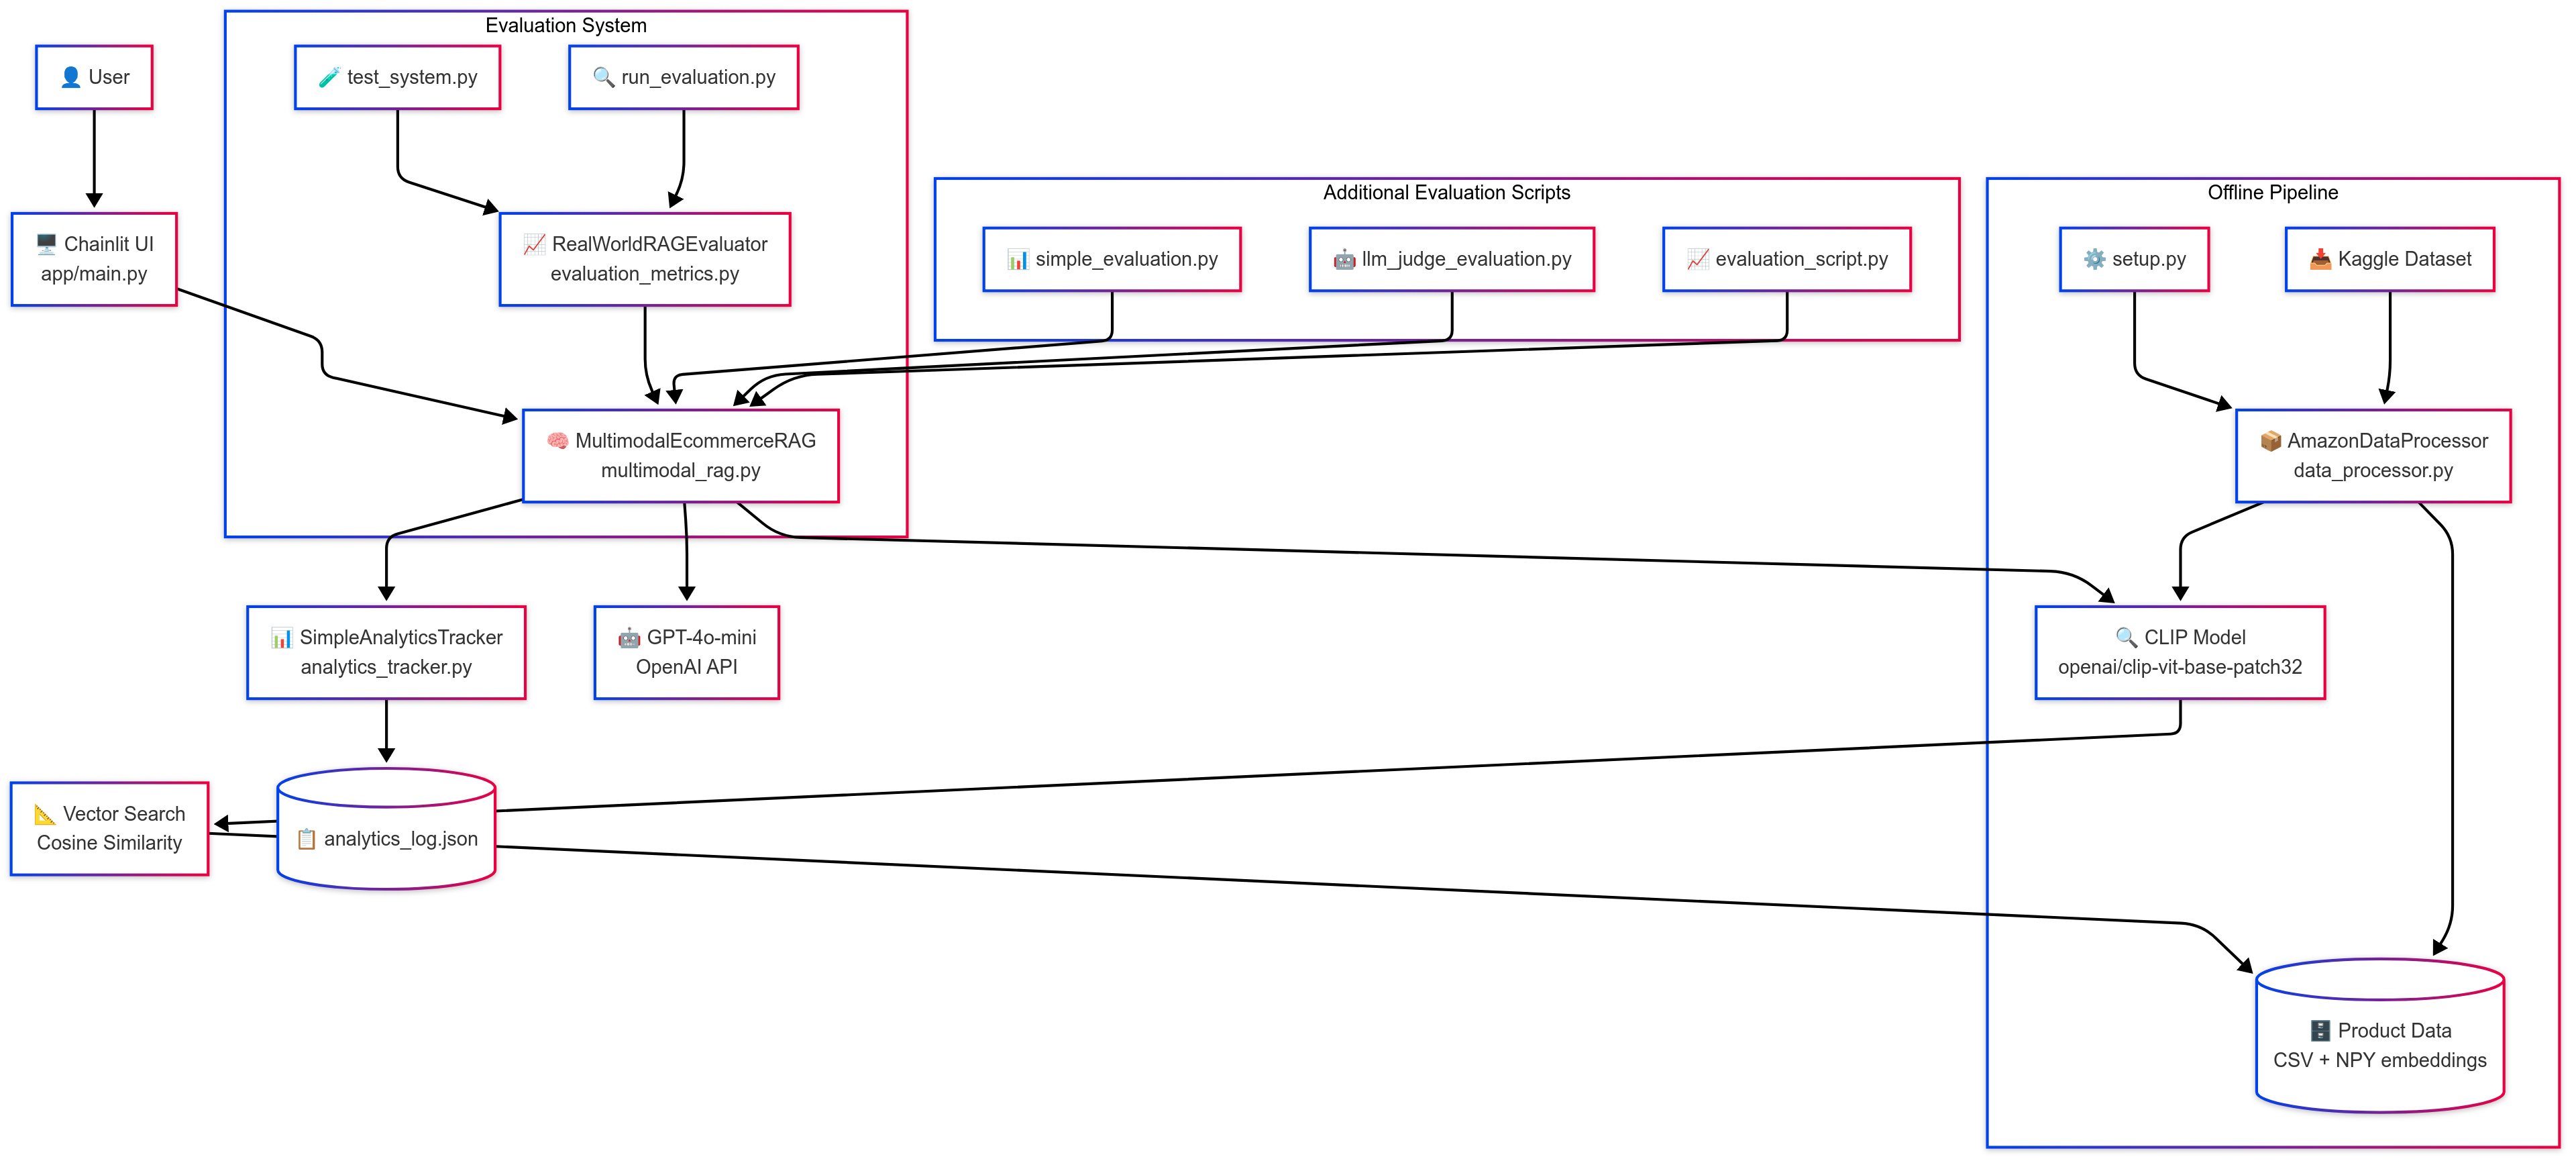 Evaluation System
👤 User
🧪 test_system.py
🔍 run_evaluation.py
Additional Evaluation Scripts
Offline Pipeline
🖥️ Chainlit UI
app/main.py
📈 RealWorldRAGEvaluator
evaluation_metrics.py
📊 simple_evaluation.py
🤖 llm_judge_evaluation.py
📈 evaluation_script.py
⚙️ setup.py
📥 Kaggle Dataset
🧠 MultimodalEcommerceRAG
multimodal_rag.py
📦 AmazonDataProcessor
data_processor.py
📊 SimpleAnalyticsTracker
analytics_tracker.py
🤖 GPT-4o-mini
OpenAI API
🔍 CLIP Model
openai/clip-vit-base-patch32
📐 Vector Search
Cosine Similarity
📋 analytics_log.json
🗄️ Product Data
CSV + NPY embeddings